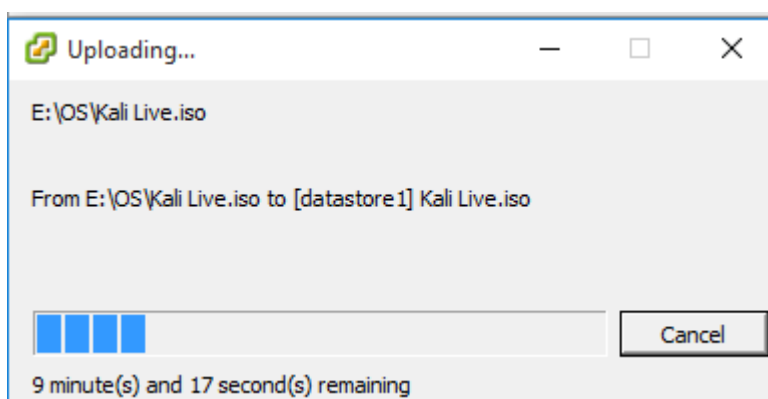 Uploading...
E:\OS\Kali Live.iso
From E:\OS\Kali Live.iso to [datastore1] Kali Live.iso
Cancel
9 minute(s) and 17 second(s) remaining